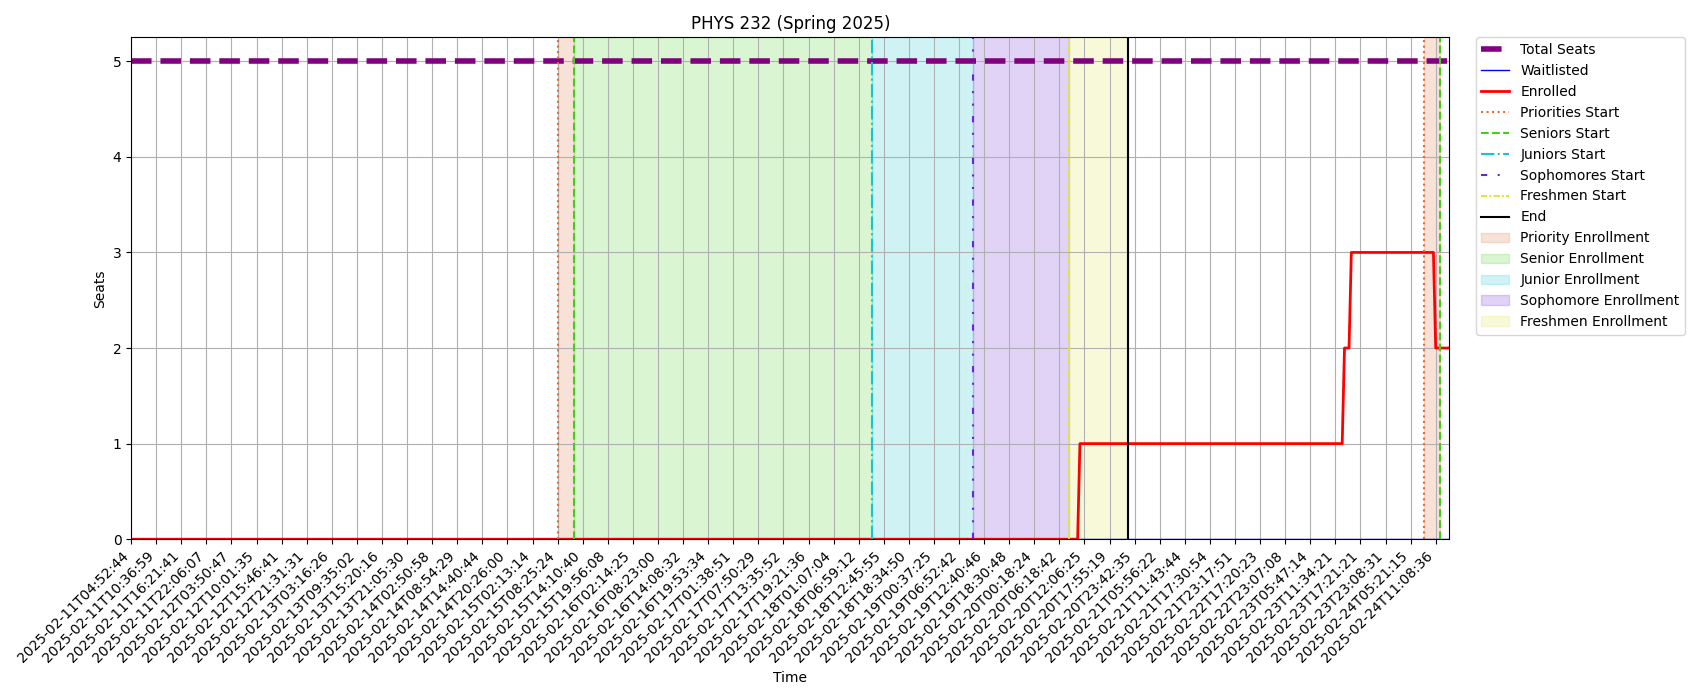 PHYS 232 (Spring 2025)
Seats
5
4
3
2
1
0
2025-02-11T04:52:44
2025-02-11T10:36:59
2025-02-11T16:21:41
2025-02-11T22:06:07
2025-02-12T03:50:47
2025-02-12T10:01:35
2025-02-12T15:46:41
2025-02-12T21:31:31
2025-02-13T03:16:26
2025-02-13T09:35:02
2025-02-13T15:20:16
2025-02-13T21:05:30
2025-02-14T02:50:58
2025-02-14T08:54:29
2025-02-14T14:40:44
2025-02-14T20:26:00
2025-02-15T02:13:14
2025-02-15T08:25:24
2025-02-15T14:10:40
2025-02-15T19:56:08
2025-02-16T02:14:25
2025-02-16T08:23:00
2025-02-16T14:08:32
2025-02-16T19:53:34
2025-02-17T01:38:51
2025-02-17T07:50:29
2025-02-17T13:35:52
2025-02-17T19:21:36
2025-02-18T01:07:04
2025-02-18T06:59:12
2025-02-18T12:45:55
2025-02-18T18:34:50
2025-02-19T00:37:25
2025-02-19T06:52:42
2025-02-19T12:40:46
2025-02-19T18:30:48
2025-02-20T00:18:24
2025-02-20T06:18:42
2025-02-20T12:06:25
2025-02-20T17:55:19
2025-02-20T23:42:35
2025-02-21T05:56:22
2025-02-21T11:43:44
2025-02-21T17:30:54
2025-02-21T23:17:51
2025-02-22T17:20:23
2025-02-22T23:07:08
2025-02-23T05:47:14
2025-02-23T11:34:21
2025-02-23T17:21:21
2025-02-23T23:08:31
2025-02-24T05:21:15
2025-02-24T11:08:36
Time
Total Seats
Waitlisted
Enrolled
Priorities Start
Seniors Start
Juniors Start
Sophomores Start
Freshmen Start
End
Priority Enrollment
Senior Enrollment
Junior Enrollment
Sophomore Enrollment
Freshmen Enrollment